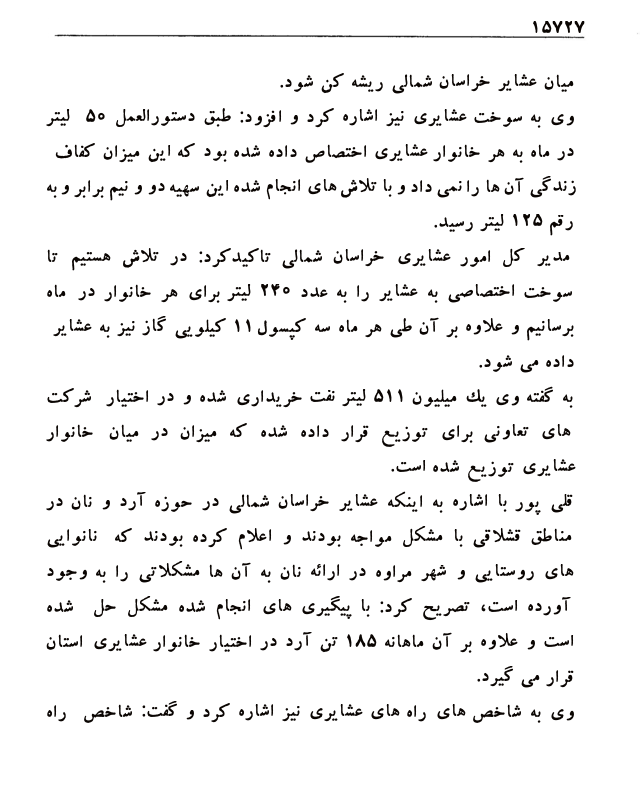 ۱۵۷۲۷
میان عشایر خراسان شمالی ریشه کن شود.
وی به سوخت عشایری نیز اشاره کرد و افزود: طبق دستورالعمل ۵۰ لیتر
در ماه به هر خانوار عشایری اختصاص داده شده بود که این میزان کفاف
زندگی آن ها را نمی داد و با تلاش های انجام شده این سهیه دو و نیم برابر و به
رقم ۱۲۵ لیتر رسید.
مدیر کل امور عشایری خراسان شمالی تاکیدکرد: در تلاش هستیم تا
سوخت اختصاصی به عشایر را به عدد ۲۴۰ لیتر برای هر خانوار در ماه
برسانیم و علاوه بر آن طی هر ماه سه کپسول ۱۱ کیلویی گاز نیز به عشایر
داده می شود.
به گفته وی یك میلیون ۵۱۱ لیتر نفت خریداری شده و در اختیار شرکت
های تعاونی برای توزیع قرار داده شده که میزان در میان خانوار
عشایری توزیع شده است.
قلی پور با اشاره به اینکه عشایر خراسان شمالی در حوزه آرد و نان در
مناطق قشلاقی با مشکل مواجه بودند و اعلام کرده بودند که نانوایی
های روستایی و شهر مراوه در ارائه نان به آن ها مشکلاتی را به وجود
آورده است، تصریح کرد: با پیگیری های انجام شده مشکل حل شده
است و علاوه بر آن ماهانه ۱۸۵ تن آرد در اختیار خانوار عشایری استان
قرار می گیرد.
وی به شاخص های راه های عشایری نیز اشاره کرد و گفت: شاخص راه